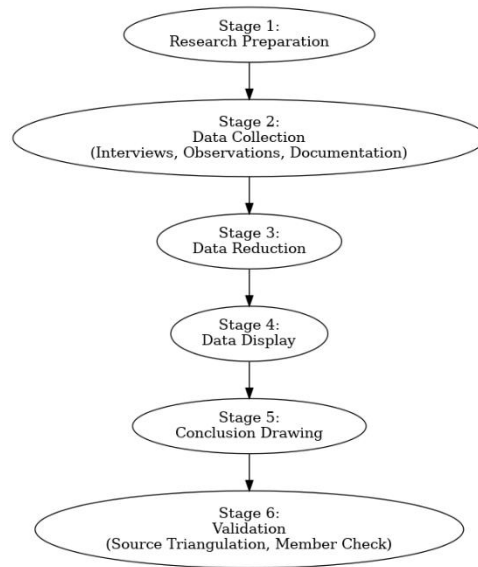 Stage 1:
Research Preparation
Stage 2:
Data Collection
(Interviews, Observations, Documentation)
Stage 3:
Data Reduction
Stage 4:
Data Display
Stage 5:
Conclusion Drawing
Stage 6:
Validation
(Source Triangulation, Member Check)